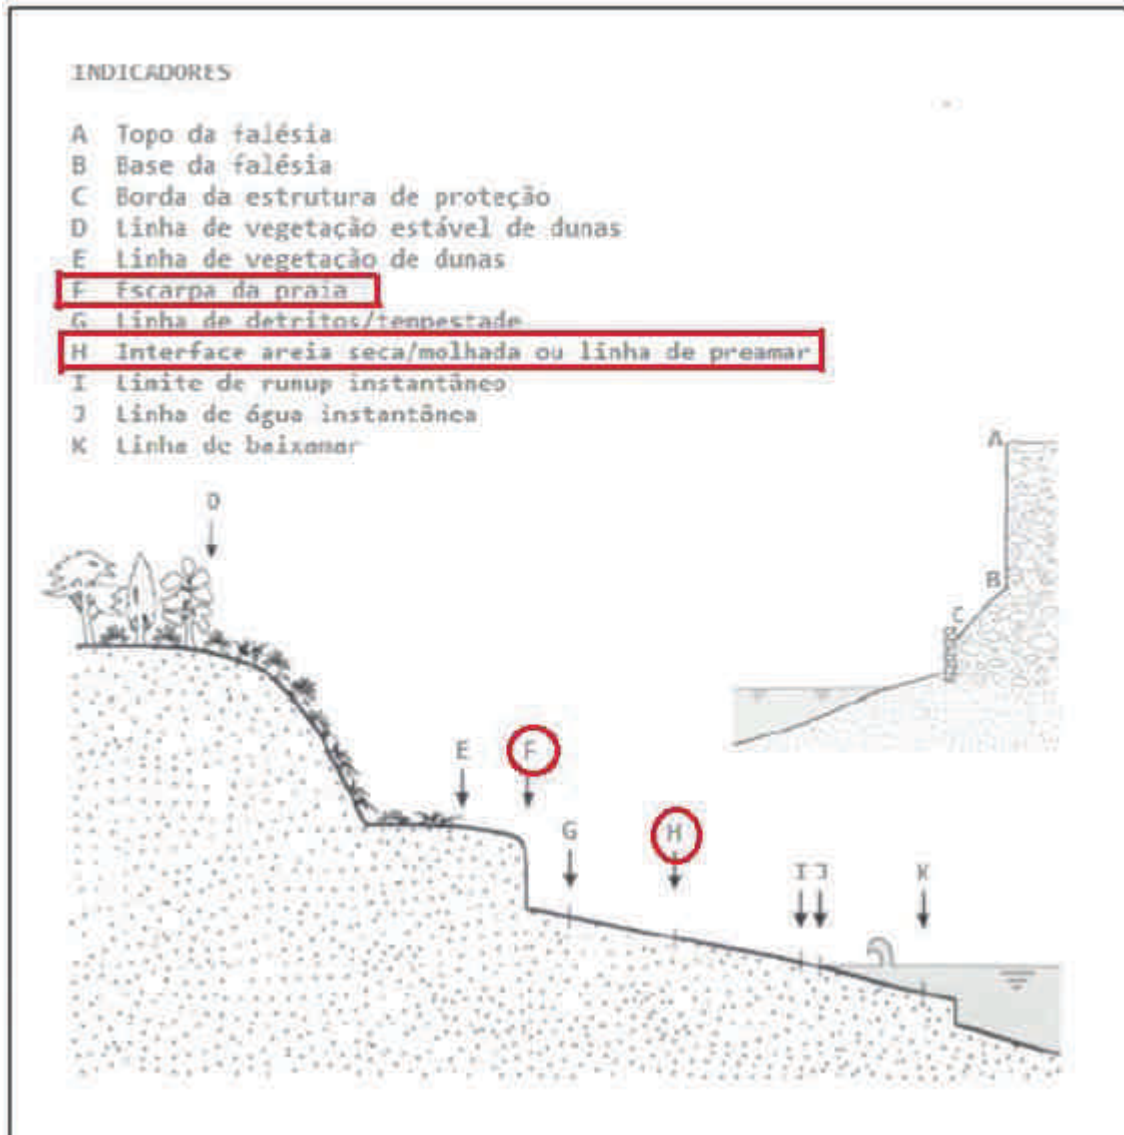 INDICADORES
A Topo da falésia
B Base da falésia
C Borda da estrutura de proteção
D Linha de vegetação estável de dunas
E Linha de vegetação de dunas
F Escarpa da praia
G Linha de detritos/tempestade
H Interface areia seca/molhada ou linha de preamar
I Limite de runup instantâneo
J Linha de água instantânea
K Linha de baixamar
A
D
B
C
E
F
G
H
I J
K